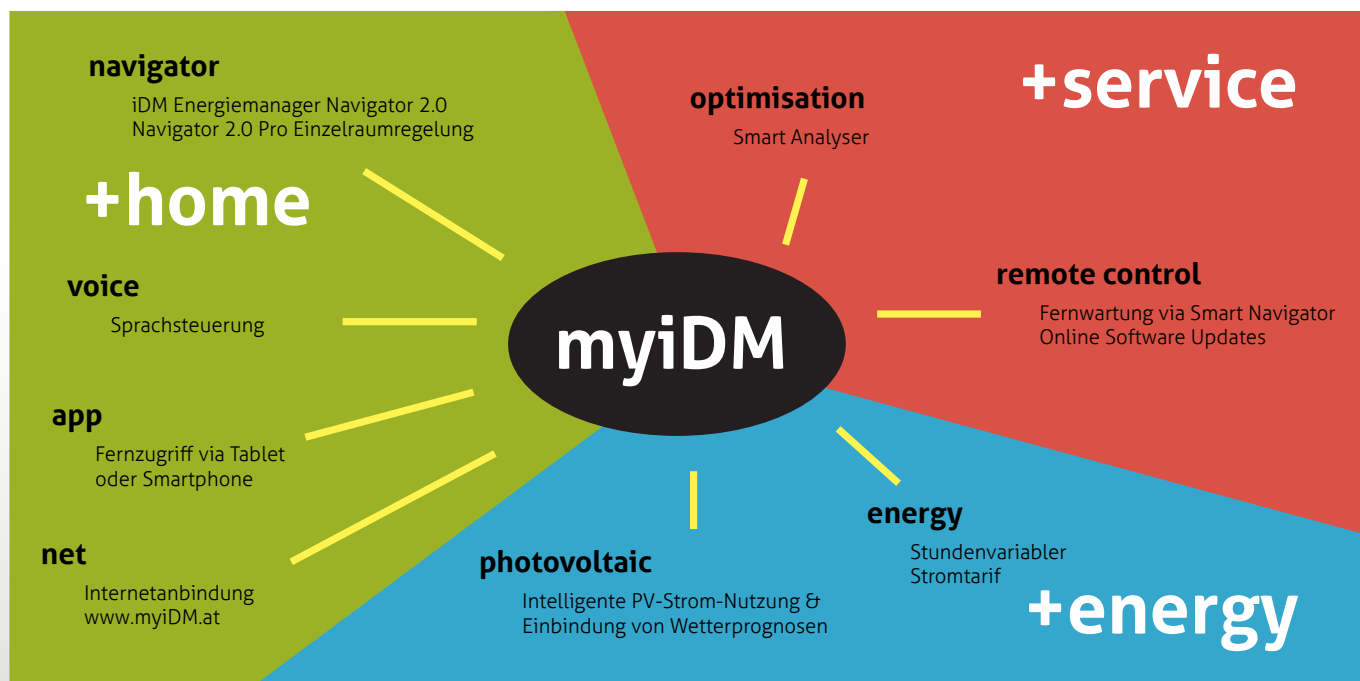 navigator
iDM Energiemanager Navigator 2.0
Navigator 2.0 Pro Einzelraumregelung
+home
voice
Sprachsteuerung
app
Fernzugriff via Tablet
oder Smartphone
net
Internetanbindung
www.myiDM.at
myiDM
+service
optimisation
Smart Analyser
remote control
Fernwartung via Smart Navigator
Online Software Updates
photovoltaic
Intelligente PV-Strom-Nutzung &
Einbindung von Wetterprognosen
energy
Stundenvariabler
Stromtarif
+energy